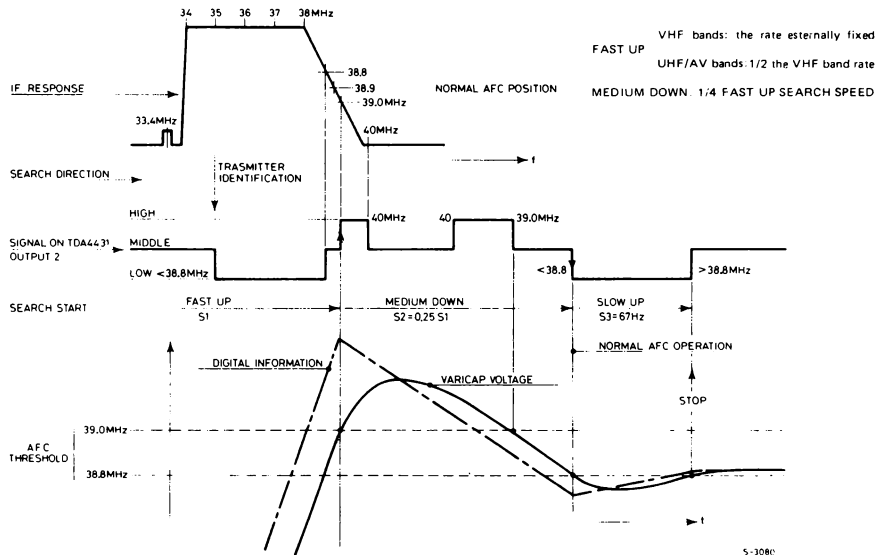 34 35 36 37 38MHz
VHF bands: the rate esternally fixed
FAST UP
UHF/AV bands: 1/2 the VHF band rate
MEDIUM DOWN: 1/4 FAST UP SEARCH SPEED
38.8
38.9
39.0MHz
IF RESPONSE
NORMAL AFC POSITION
33.4MHz
40MHz
f
SEARCH DIRECTION
TRASMITTER
IDENTIFICATION
HIGH
40MHz
40
39.0MHz
SIGNAL ON TDA4431
OUTPUT 2
MIDDLE
LOW <38.8MHz
<38.8
>38.8MHz
SEARCH START
FAST UP
S1
MEDIUM DOWN
S2=0,25 S1
SLOW UP
S3=67Hz
NORMAL AFC OPERATION
DIGITAL INFORMATION
VARICAP VOLTAGE
STOP
39.0MHz
AFC
THRESHOLD
38.8MHz
t
S-3080